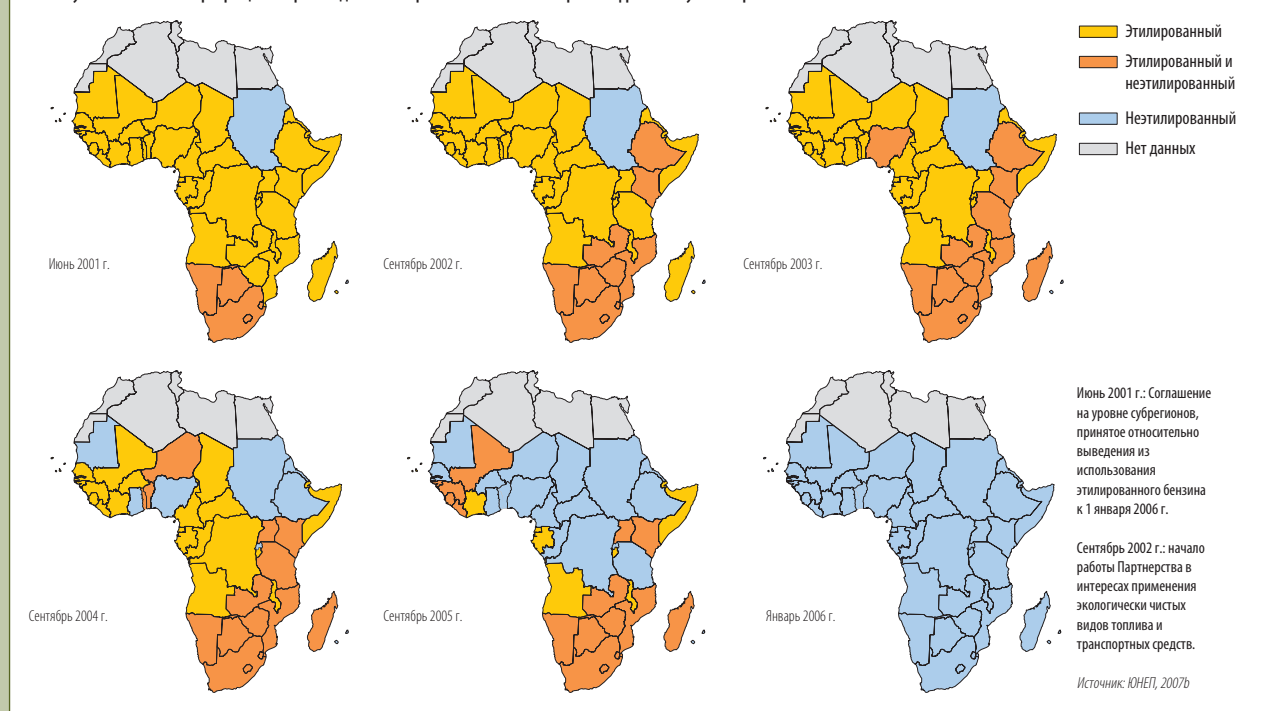 Этилированный
Этилированный и
неэтилированный
Неэтилированный
Нет данных
Июнь 2001 г.
Сентябрь 2002 г.
Сентябрь 2003 г.
Сентябрь 2004 г.
Сентябрь 2005 г.
Январь 2006 г.
Июнь 2001 г.: Соглашение
на уровне субрегионов,
принятое относительно
выведения из
использования
этилированного бензина
к 1 января 2006 г.
Сентябрь 2002 г.: начало
работы Партнерства в
интересах применения
экологически чистых
видов топлива и
транспортных средств.
Источник: ЮНЕП, 2007b